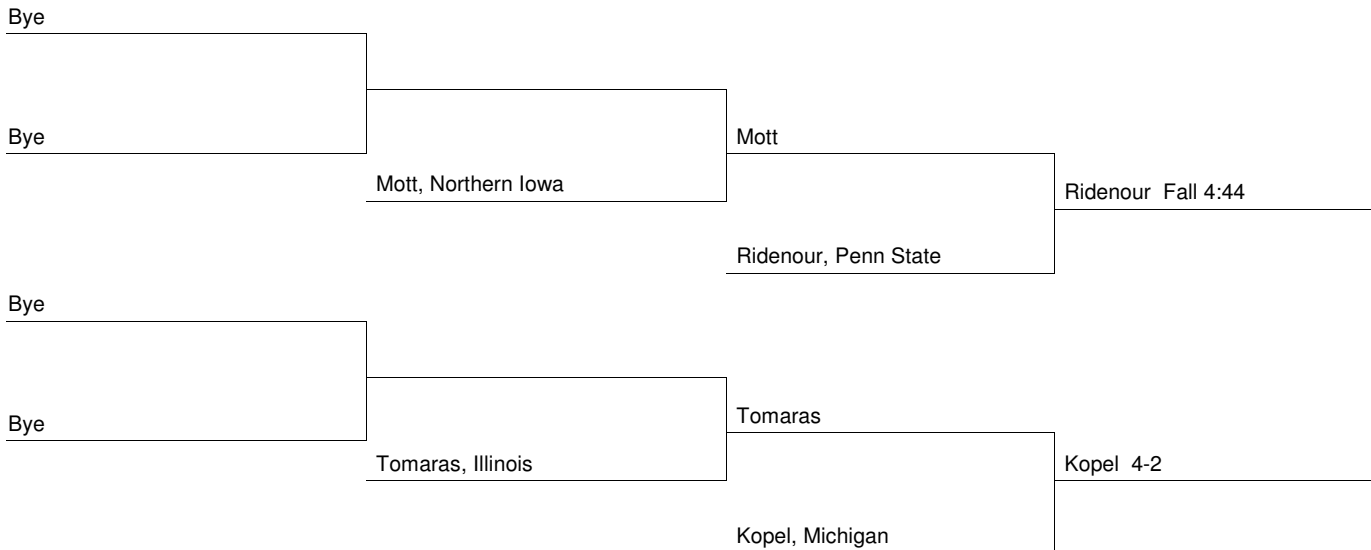 Bye
Bye
Mott
Mott, Northern Iowa
Ridenour  Fall 4:44
Ridenour, Penn State
Bye
Bye
Tomaras
Tomaras, Illinois
Kopel  4-2
Kopel, Michigan